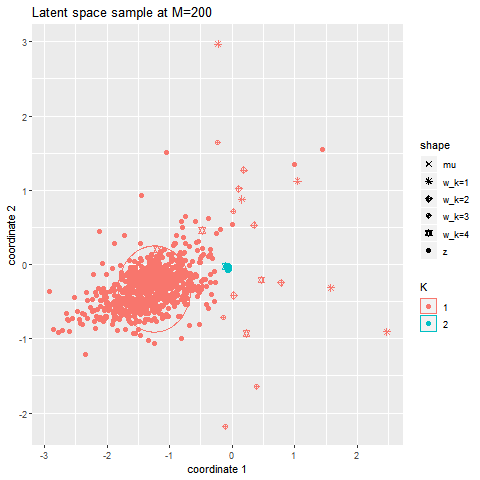 Latent space sample at M=200
3
2
1
0
-1
-2
coordinate 2
-3
-2
-1
0
1
2
coordinate 1
shape
mu
w_k=1
w_k=2
w_k=3
w_k=4
z
K
1
2